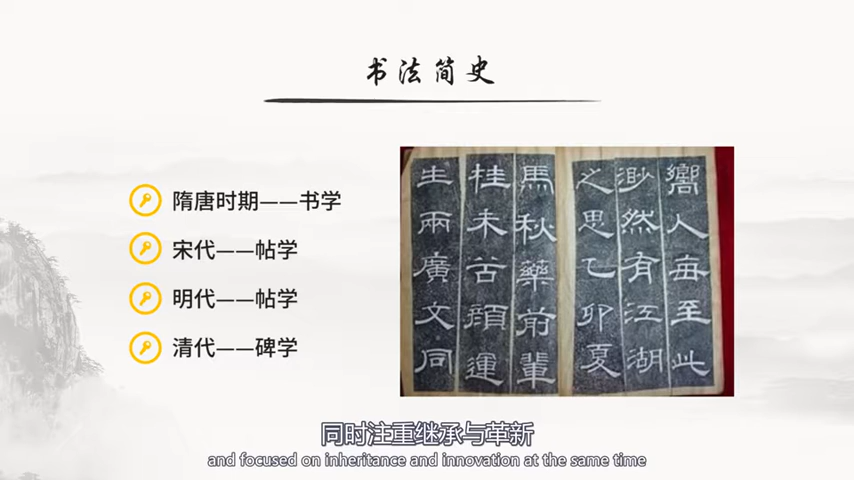 书法简史
隋唐时期——书学
宋代——帖学
明代——帖学
清代——碑学
嚮人每至此
渺然有江湖
之思乙卯夏
馬秋藥前輩
桂未谷顔運
生兩廣文同
同时注重继承与革新
and focused on inheritance and innovation at the same time